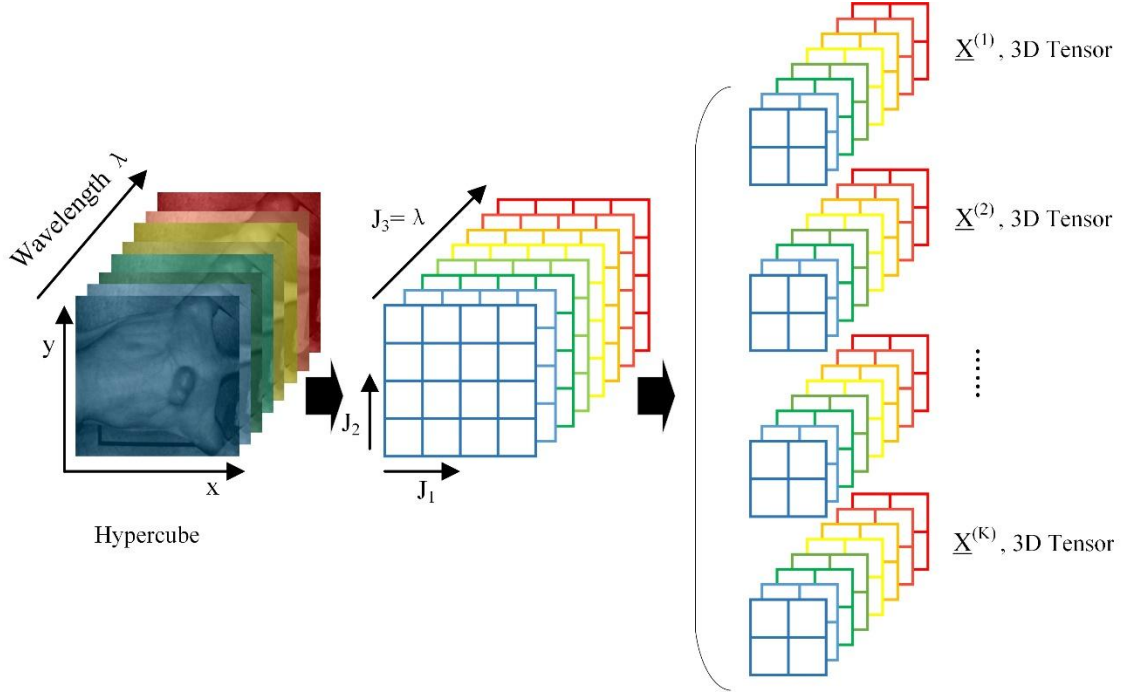 Wavelength λ
y
x
Hypercube
J3= λ
J2
J1
X(1) , 3D Tensor
X(2) , 3D Tensor
......
X(K) , 3D Tensor